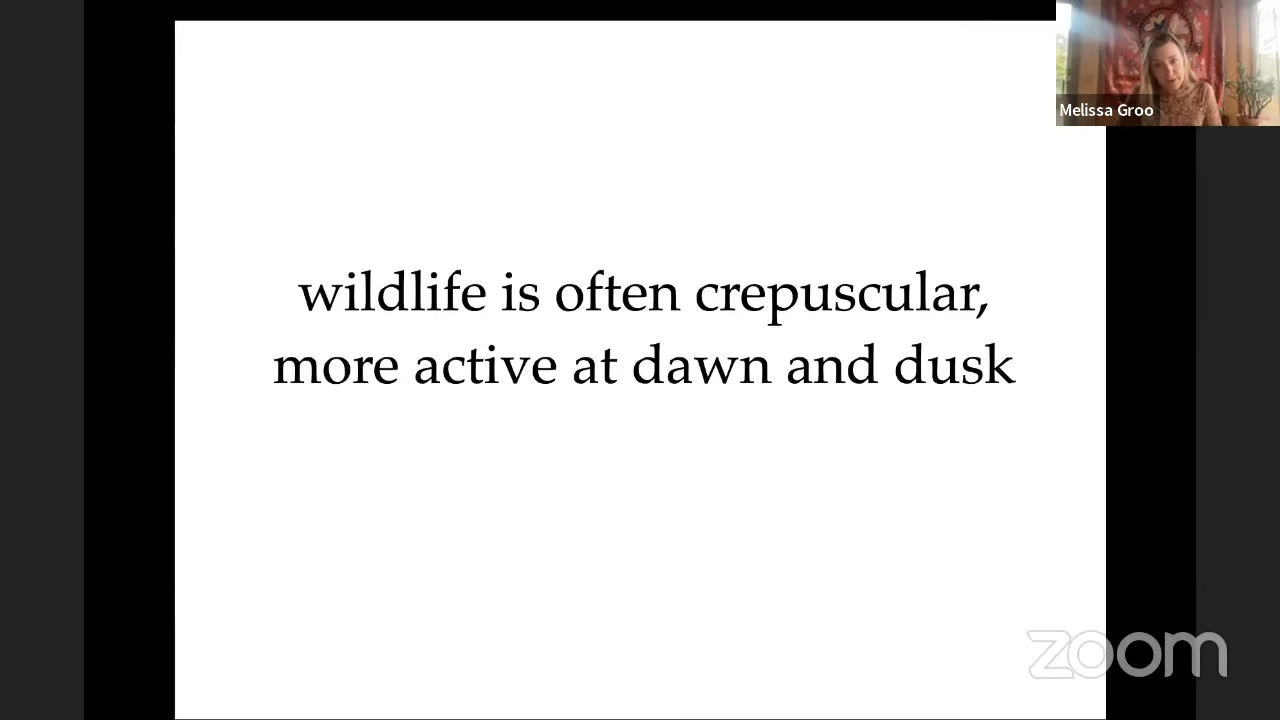 Melissa Groo
wildlife is often crepuscular,
more active at dawn and dusk
zoom